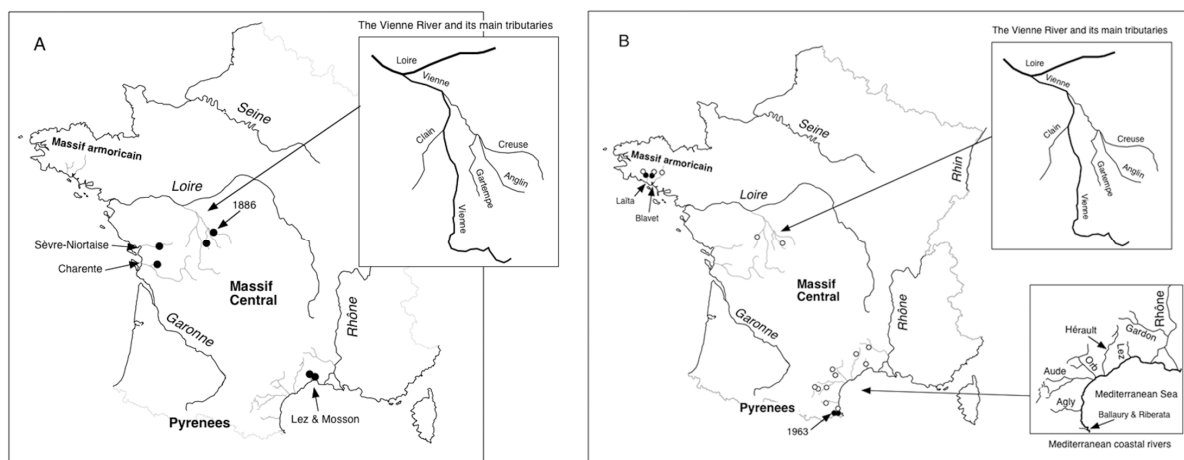 A
The Vienne River and its main tributaries
Loire
Vienne
Clain
Creuse
Anglin
Gartempe
Vienne
Seine
Massif armoricain
Loire
1886
Sèvre-Niortaise
Charente
Massif
Central
Garonne
Rhône
Pyrenees
Lez & Mosson
B
The Vienne River and its main tributaries
Loire
Vienne
Clain
Creuse
Anglin
Gartempe
Vienne
Seine
Massif armoricain
Rhin
Laïta
Blavet
Loire
Massif
Central
Garonne
Rhône
Pyrenees
1963
Hérault
Gardon
Rhône
Lez
Orb
Aude
Mediterranean Sea
Agly
Ballaury & Riberata
Mediterranean coastal rivers